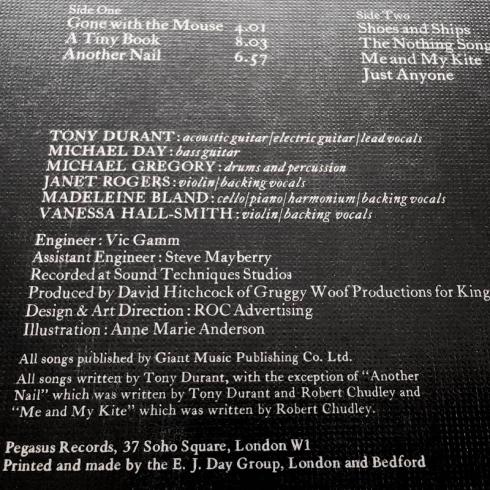 Side One
Gone with the Mouse 4.01
A Tiny Book 8.03
Another Nail 6.57
Side Two
Shoes and Ships
The Nothing Song
Me and My Kite
Just Anyone
TONY DURANT: acoustic guitar/electric guitar/lead vocals
MICHAEL DAY: bass guitar
MICHAEL GREGORY: drums and percussion
JANET ROGERS: violin/backing vocals
MADELEINE BLAND: cello/piano/harmonium/backing vocals
VANESSA HALL-SMITH: violin/backing vocals
Engineer: Vic Gamm
Assistant Engineer: Steve Mayberry
Recorded at Sound Techniques Studios
Produced by David Hitchcock of Gruggy Woof Productions for King
Design & Art Direction: ROC Advertising
Illustration: Anne Marie Anderson
All songs published by Giant Music Publishing Co. Ltd.
All songs written by Tony Durant, with the exception of "Another
Nail" which was written by Tony Durant and Robert Chudley and
"Me and My Kite" which was written by Robert Chudley.
Pegasus Records, 37 Soho Square, London W1
Printed and made by the E. J. Day Group, London and Bedford